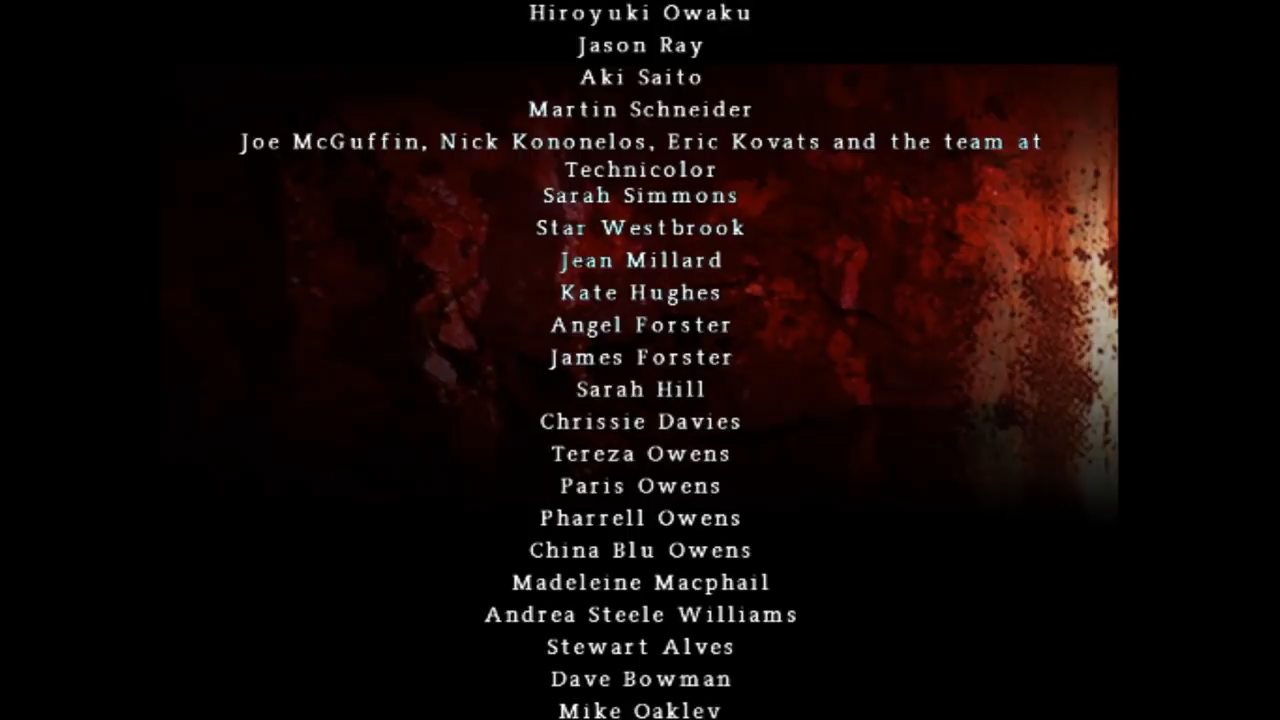 Hiroyuki Owaku
Jason Ray
Aki Saito
Martin Schneider
Joe McGuffin, Nick Kononelos, Eric Kovats and the team at
Technicolor
Sarah Simmons
Star Westbrook
Jean Millard
Kate Hughes
Angel Forster
James Forster
Sarah Hill
Chrissie Davies
Tereza Owens
Paris Owens
Pharrell Owens
China Blu Owens
Madeleine Macphail
Andrea Steele Williams
Stewart Alves
Dave Bowman
Mike Oakley